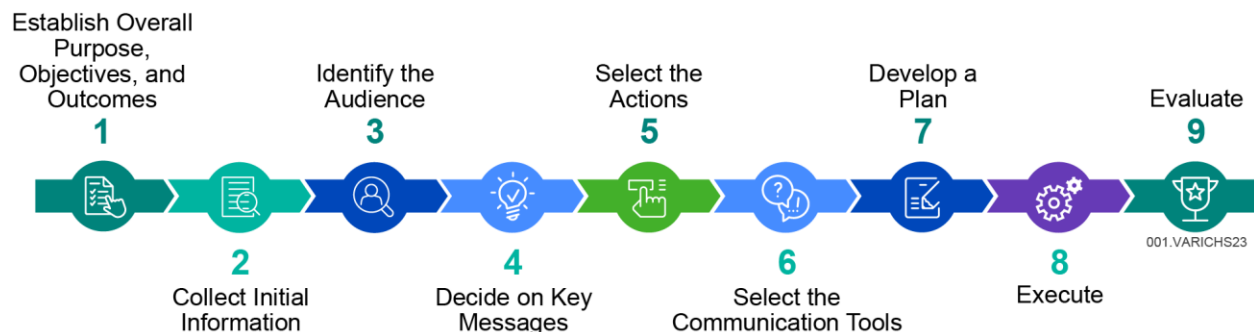 Establish Overall
Purpose,
Objectives, and
Outcomes
1
2
Collect Initial
Information
Identify the
Audience
3
4
Decide on Key
Messages
Select the
Actions
5
6
Select the
Communication Tools
Develop a
Plan
7
8
Execute
Evaluate
9
001.VARICHS23